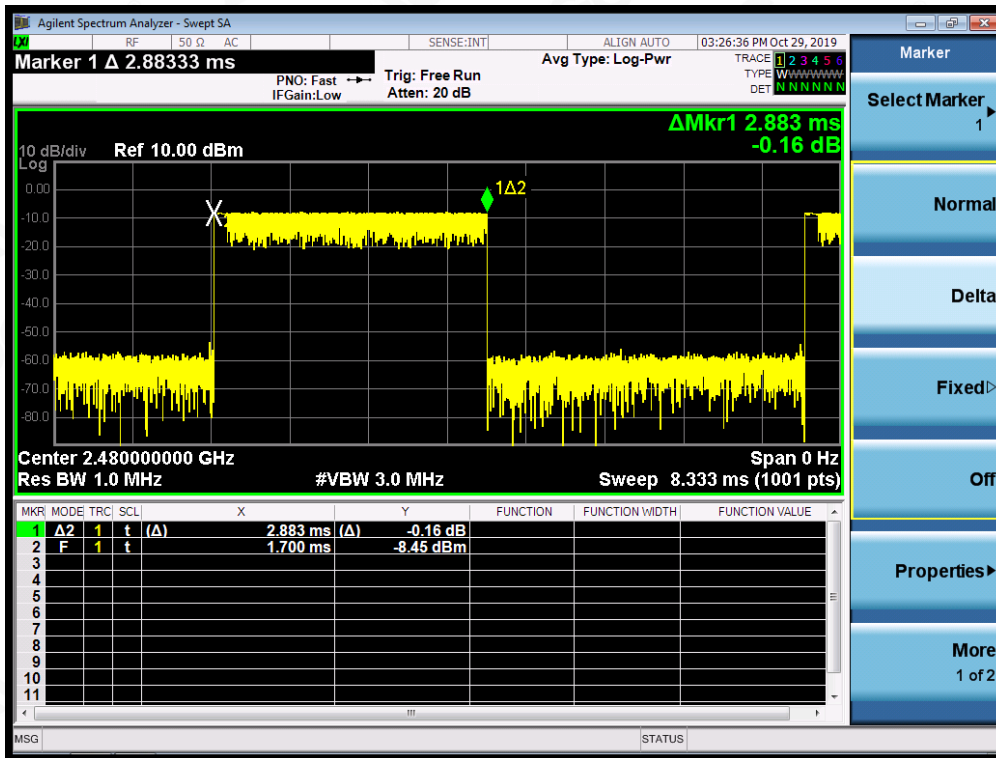 Agilent Spectrum Analyzer - Swept SA
LXI RF 50 Ω AC SENSE:INT ALIGN AUTO 03:26:36 PM Oct 29, 2019
Marker 1 Δ 2.88333 ms
PNO: Fast
IFGain:Low
Trig: Free Run
Atten: 20 dB
Avg Type: Log-Pwr
TRACE 1 2 3 4 5 6
TYPE WWWWWWW
DET N N N N N N
ΔMkr1 2.883 ms
-0.16 dB
10 dB/div Ref 10.00 dBm
Log
0.00
-10.0
-20.0
-30.0
-40.0
-50.0
-60.0
-70.0
-80.0
1Δ2
Center 2.480000000 GHz Span 0 Hz
Res BW 1.0 MHz #VBW 3.0 MHz Sweep 8.333 ms (1001 pts)
MKR MODE TRC SCL X Y FUNCTION FUNCTION WIDTH FUNCTION VALUE
1 Δ2 1 t (Δ) 2.883 ms (Δ) -0.16 dB
2 F 1 t 1.700 ms -8.45 dBm
3
4
5
6
7
8
9
10
11
MSG STATUS
Marker
Select Marker
1
Normal
Delta
Fixed
Off
Properties
More
1 of 2